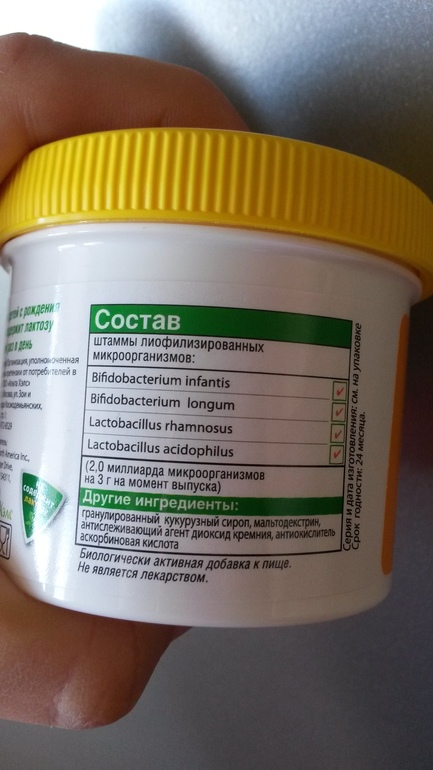 с рождения
лактозу
в день
уполномоченная
потребителей в
Состав
штаммы лиофилизированных
микроорганизмов:
Bifidobacterium infantis
Bifidobacterium longum
Lactobacillus rhamnosus
Lactobacillus acidophilus
(2,0 миллиарда микроорганизмов
на 3 г на момент выпуска)
Другие ингредиенты:
гранулированный кукурузный сироп, мальтодекстрин,
антислеживающий агент диоксид кремния, антиокислитель
аскорбиновая кислота
Биологически активная добавка к пище.
Не является лекарством.
Серия и дата изготовления: см. на упаковке
Срок годности: 24 месяца.